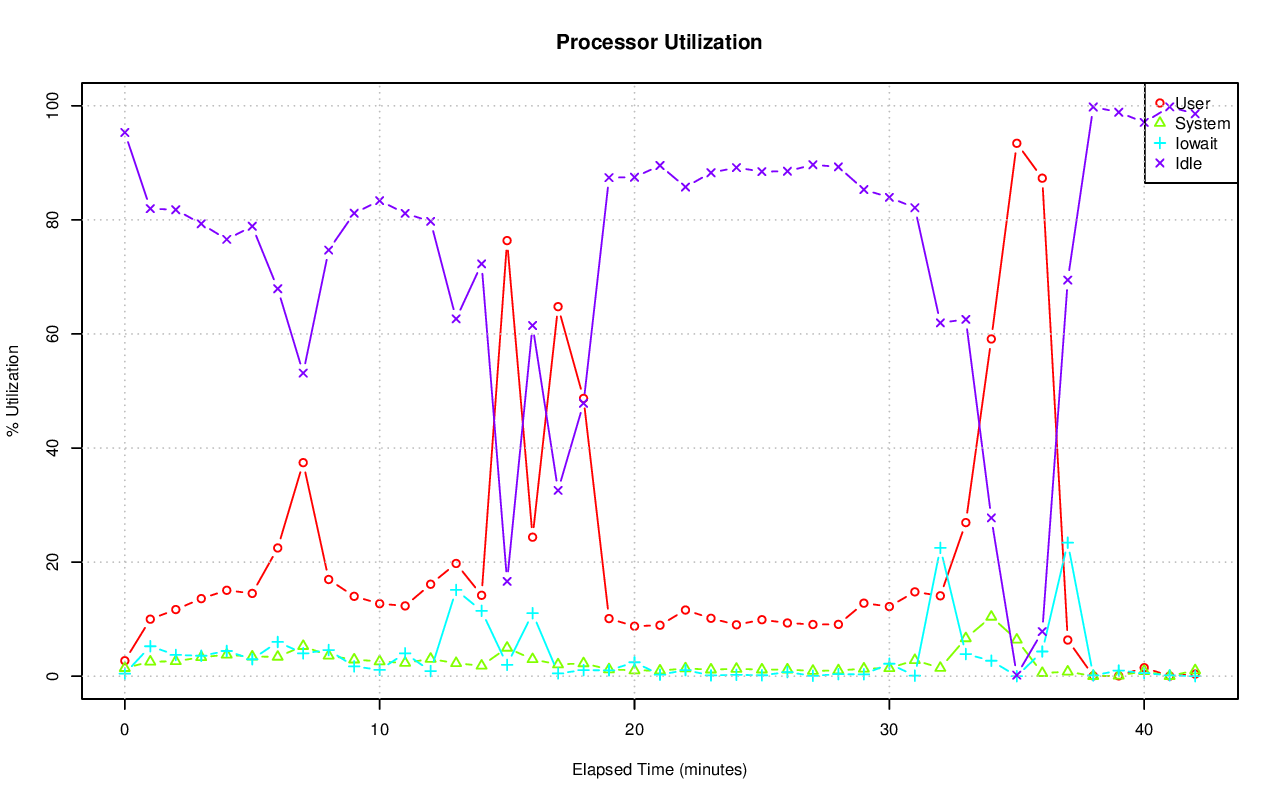 Processor Utilization
% Utilization
100
80
60
40
20
0
User
System
Iowait
Idle
0 10 20 30 40
Elapsed Time (minutes)